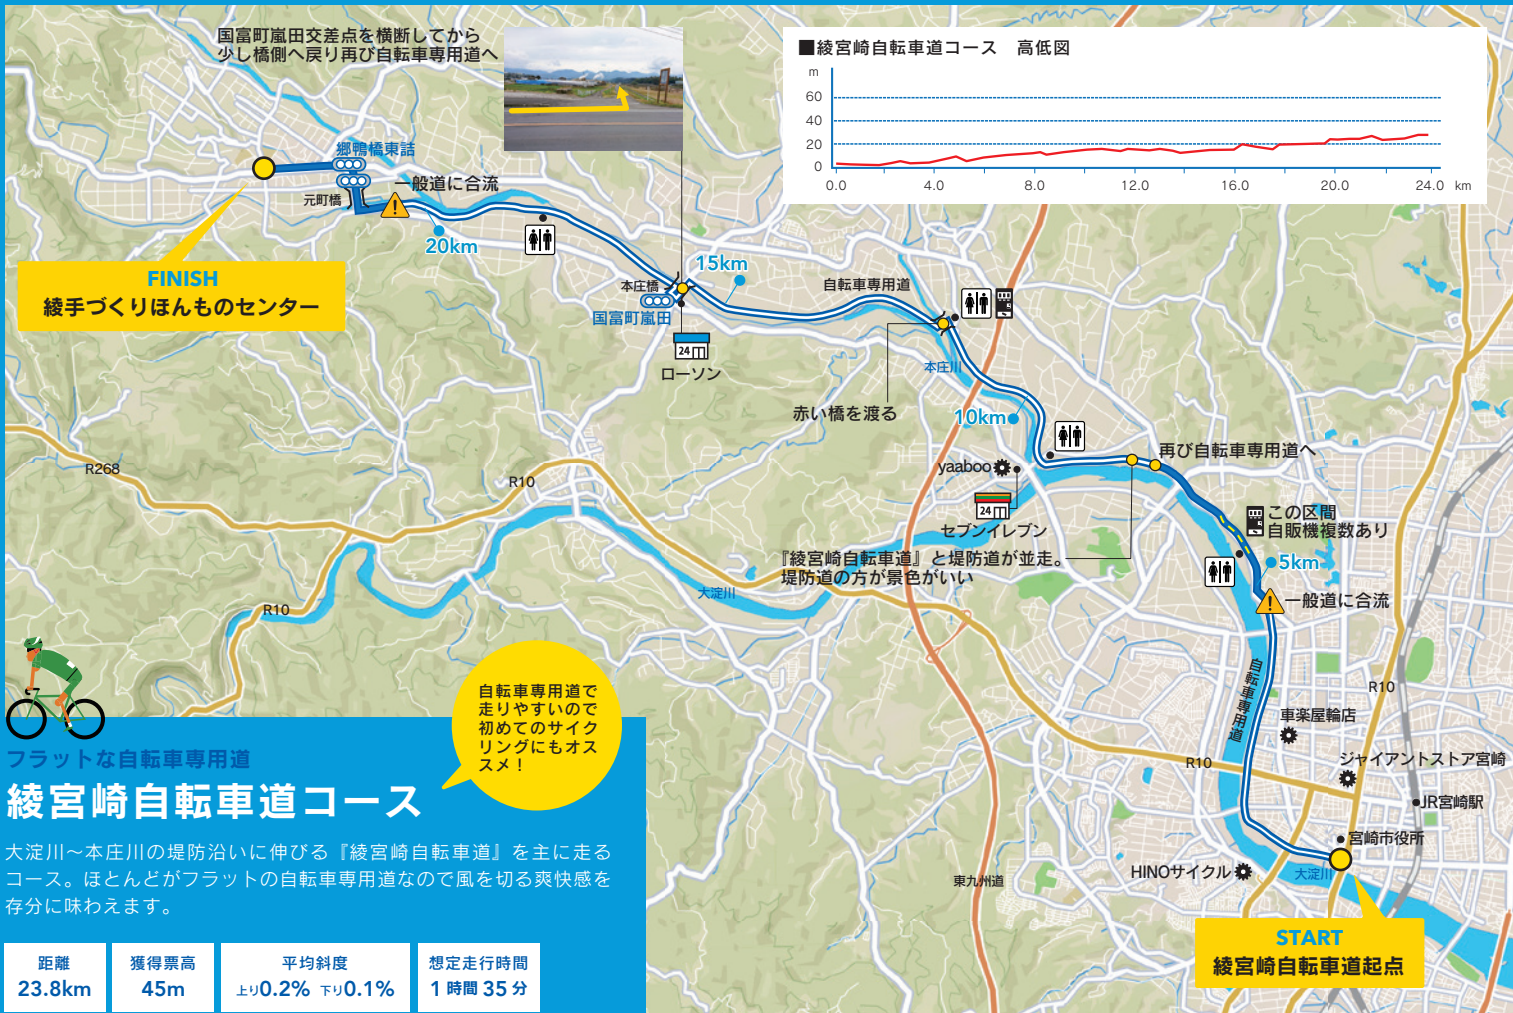 国富町嵐田交差点を横断してから
少し橋側へ戻り再び自転車専用道へ
■綾宮崎自転車道コース　高低図
m
60
40
20
0
0.0 4.0 8.0 12.0 16.0 20.0 24.0 km
郷鴨橋東詰
元町橋
一般道に合流
20km
FINISH
綾手づくりほんものセンター
本庄橋
国富町嵐田
15km
24
ローソン
自転車専用道
本庄川
赤い橋を渡る
10km
yaaboo
24
セブンイレブン
再び自転車専用道へ
『綾宮崎自転車道』と堤防道が並走。
堤防道の方が景色がいい
この区間
自販機複数あり
5km
一般道に合流
R268
R10
R10
大淀川
自転車専用道
R10
車楽屋輪店
ジャイアントストア宮崎
R10
JR宮崎駅
宮崎市役所
HINOサイクル
大淀川
東九州道
START
綾宮崎自転車道起点
自転車専用道で
走りやすいので
初めてのサイク
リングにもオス
スメ！
フラットな自転車専用道
綾宮崎自転車道コース
大淀川〜本庄川の堤防沿いに伸びる『綾宮崎自転車道』を主に走る
コース。ほとんどがフラットの自転車専用道なので風を切る爽快感を
存分に味わえます。
距離
23.8km
獲得票高
45m
平均斜度
上り0.2% 下り0.1%
想定走行時間
1時間35分